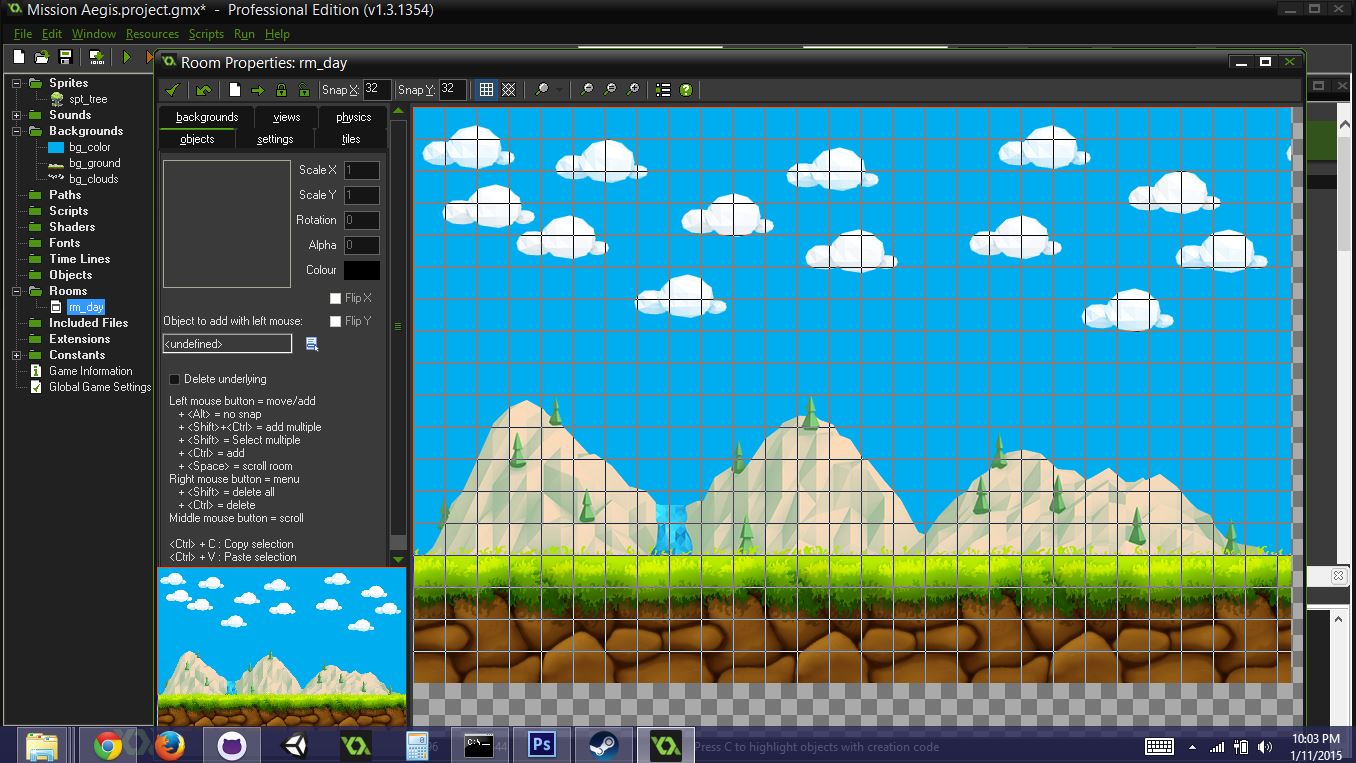 Mission Aegis.project.gmx* - Professional Edition (v1.3.1354)
File Edit Window Resources Scripts Run Help
Room Properties: rm_day
Snap X: 32 Snap Y: 32
Sprites
spt_tree
Sounds
Backgrounds
bg_color
bg_ground
bg_clouds
Paths
Scripts
Shaders
Fonts
Time Lines
Objects
Rooms
rm_day
Included Files
Extensions
Constants
Game Information
Global Game Settings
backgrounds views physics
objects settings tiles
Scale X 1
Scale Y 1
Rotation 0
Alpha 0
Colour
Flip X
Object to add with left mouse: Flip Y
<undefined>
Delete underlying
Left mouse button = move/add
+ <Alt> = no snap
+ <Shift>+<Ctrl> = add multiple
+ <Shift> = Select multiple
+ <Ctrl> = add
+ <Space> = scroll room
Right mouse button = menu
+ <Shift> = delete all
+ <Ctrl> = delete
Middle mouse button = scroll
<Ctrl> + C : Copy selection
<Ctrl> + V : Paste selection
Press C to highlight objects with creation code
C:\_
Ps
10:03 PM
1/11/2015